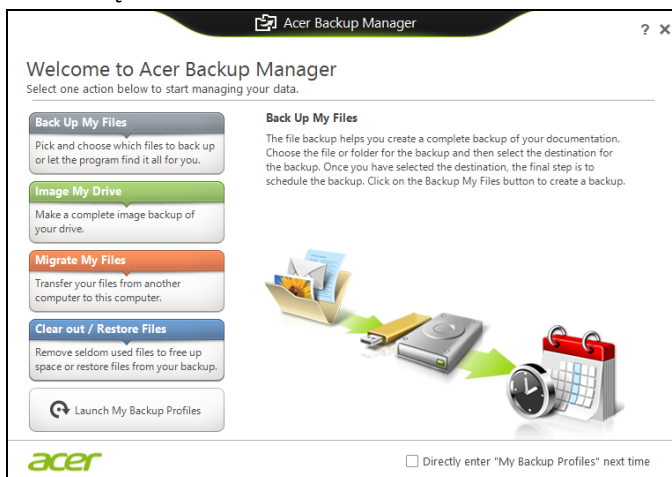 Acer Backup Manager
? X
Welcome to Acer Backup Manager
Select one action below to start managing your data.
Back Up My Files
Pick and choose which files to back up
or let the program find it all for you.
Image My Drive
Make a complete image backup of
your drive.
Migrate My Files
Transfer your files from another
computer to this computer.
Clear out / Restore Files
Remove seldom used files to free up
space or restore files from your backup.
Launch My Backup Profiles
Back Up My Files
The file backup helps you create a complete backup of your documentation.
Choose the file or folder for the backup and then select the destination for
the backup. Once you have selected the destination, the final step is to
schedule the backup. Click on the Backup My Files button to create a backup.
acer
Directly enter "My Backup Profiles" next time